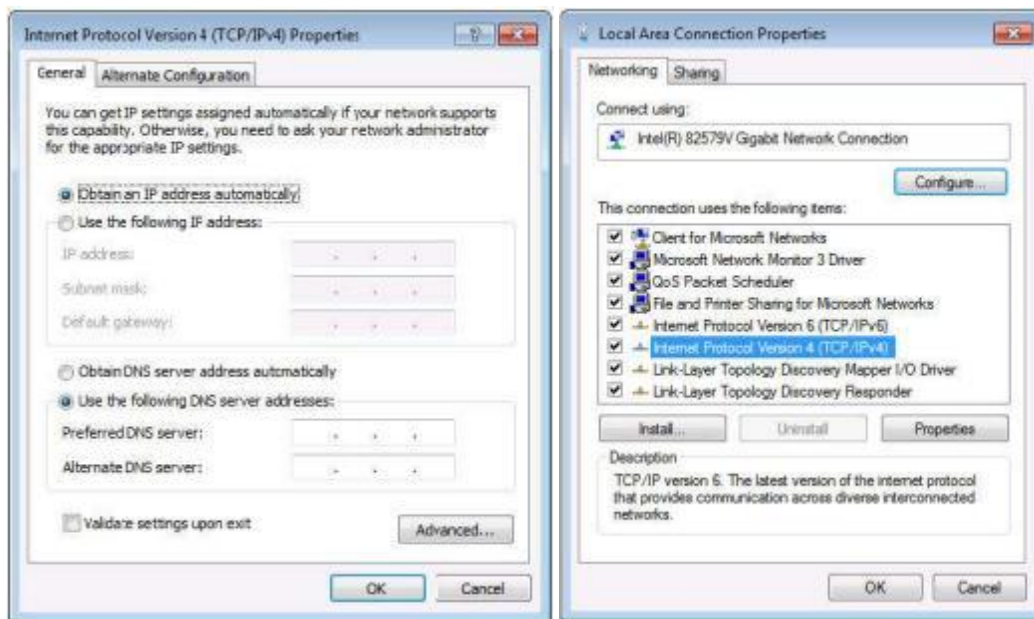 Internet Protocol Version 4 (TCP/IPv4) Properties
General
Alternate Configuration
You can get IP settings assigned automatically if your network supports
this capability. Otherwise, you need to ask your network administrator
for the appropriate IP settings.
Obtain an IP address automatically
Use the following IP address:
IP address:
Subnet mask:
Default gateway:
Obtain DNS server address automatically
Use the following DNS server addresses:
Preferred DNS server:
Alternate DNS server:
Validate settings upon exit
Advanced...
OK
Cancel
Local Area Connection Properties
Networking
Sharing
Connect using:
Intel(R) 82579V Gigabit Network Connection
Configure...
This connection uses the following items:
Client for Microsoft Networks
Microsoft Network Monitor 3 Driver
QoS Packet Scheduler
File and Printer Sharing for Microsoft Networks
Internet Protocol Version 6 (TCP/IPv6)
Internet Protocol Version 4 (TCP/IPv4)
Link-Layer Topology Discovery Mapper I/O Driver
Link-Layer Topology Discovery Responder
Install...
Uninstall
Properties
Description
TCP/IP version 6. The latest version of the internet protocol
that provides communication across diverse interconnected
networks.
OK
Cancel